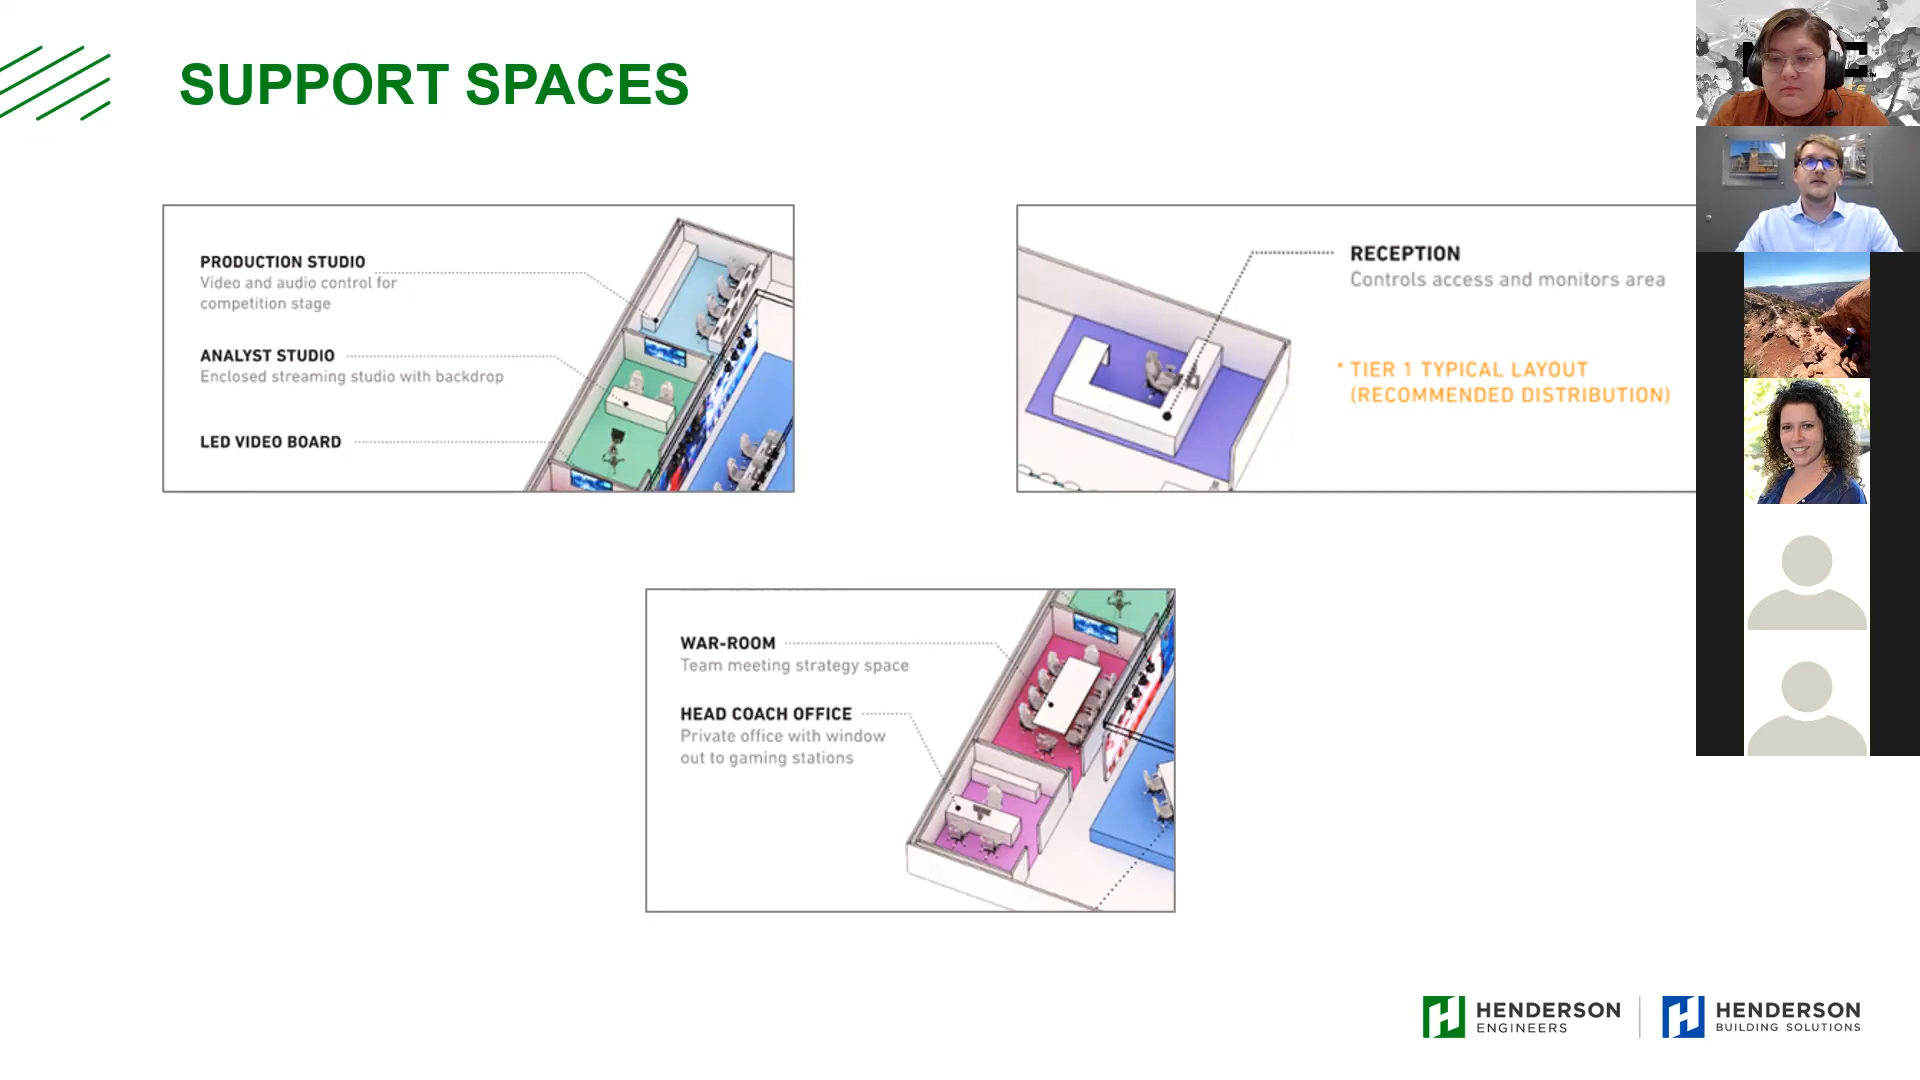 SUPPORT SPACES
PRODUCTION STUDIO
Video and audio control for
competition stage
ANALYST STUDIO
Enclosed streaming studio with backdrop
LED VIDEO BOARD
RECEPTION
Controls access and monitors area
* TIER 1 TYPICAL LAYOUT
(RECOMMENDED DISTRIBUTION)
WAR-ROOM
Team meeting strategy space
HEAD COACH OFFICE
Private office with window
out to gaming stations
HENDERSON
ENGINEERS
HENDERSON
BUILDING SOLUTIONS